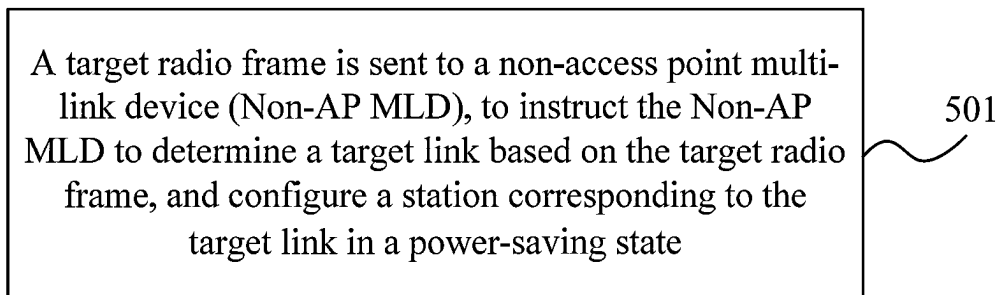 A target radio frame is sent to a non-access point multi-
link device (Non-AP MLD), to instruct the Non-AP
MLD to determine a target link based on the target radio
frame, and configure a station corresponding to the
target link in a power-saving state
501